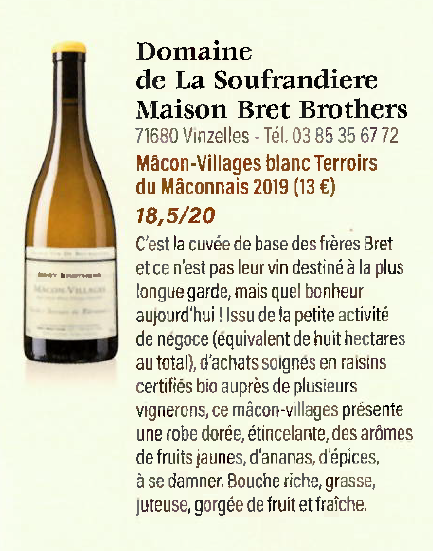 Domaine
de La Soufrandiere
Maison Bret Brothers
71680 Vinzelles - Tél. 03 85 35 67 72
Mâcon-Villages blanc Terroirs
du Mâconnais 2019 (13 €)
18,5/20
C'est la cuvée de base des frères Bret
et ce n'est pas leur vin destiné à la plus
longue garde, mais quel bonheur
aujourd'hui ! Issu de la petite activité
de négoce (équivalent de huit hectares
au total), d'achats soignés en raisins
certifiés bio auprès de plusieurs
vignerons, ce mâcon-villages présente
une robe dorée, étincelante, des arômes
de fruits jaunes, d'ananas, d'épices,
à se damner. Bouche riche, grasse,
juteuse, gorgée de fruit et fraîche.
BRET BROTHERS
MÂCON-VILLAGES